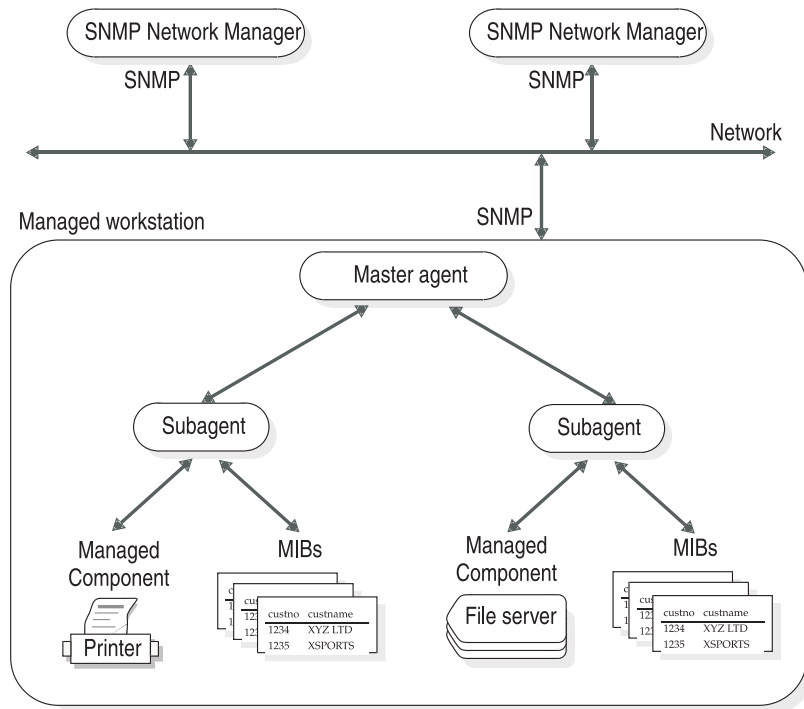 SNMP Network Manager
SNMP Network Manager
SNMP
SNMP
Network
SNMP
Managed workstation
Master agent
Subagent
Subagent
Managed
Component
MIBs
custno custname
1234 XYZ LTD
1235 XSPORTS
Printer
Managed
Component
MIBs
custno custname
1234 XYZ LTD
1235 XSPORTS
File server